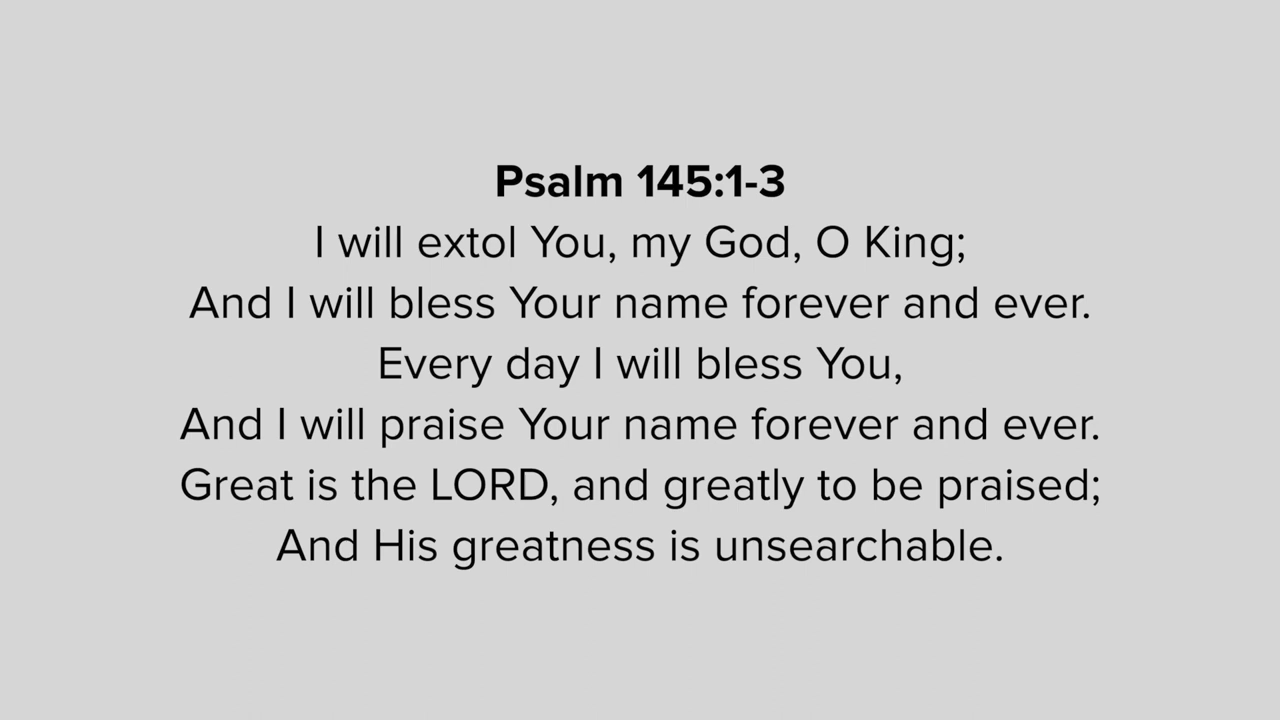 Psalm 145:1-3
I will extol You, my God, O King;
And I will bless Your name forever and ever.
Every day I will bless You,
And I will praise Your name forever and ever.
Great is the LORD, and greatly to be praised;
And His greatness is unsearchable.